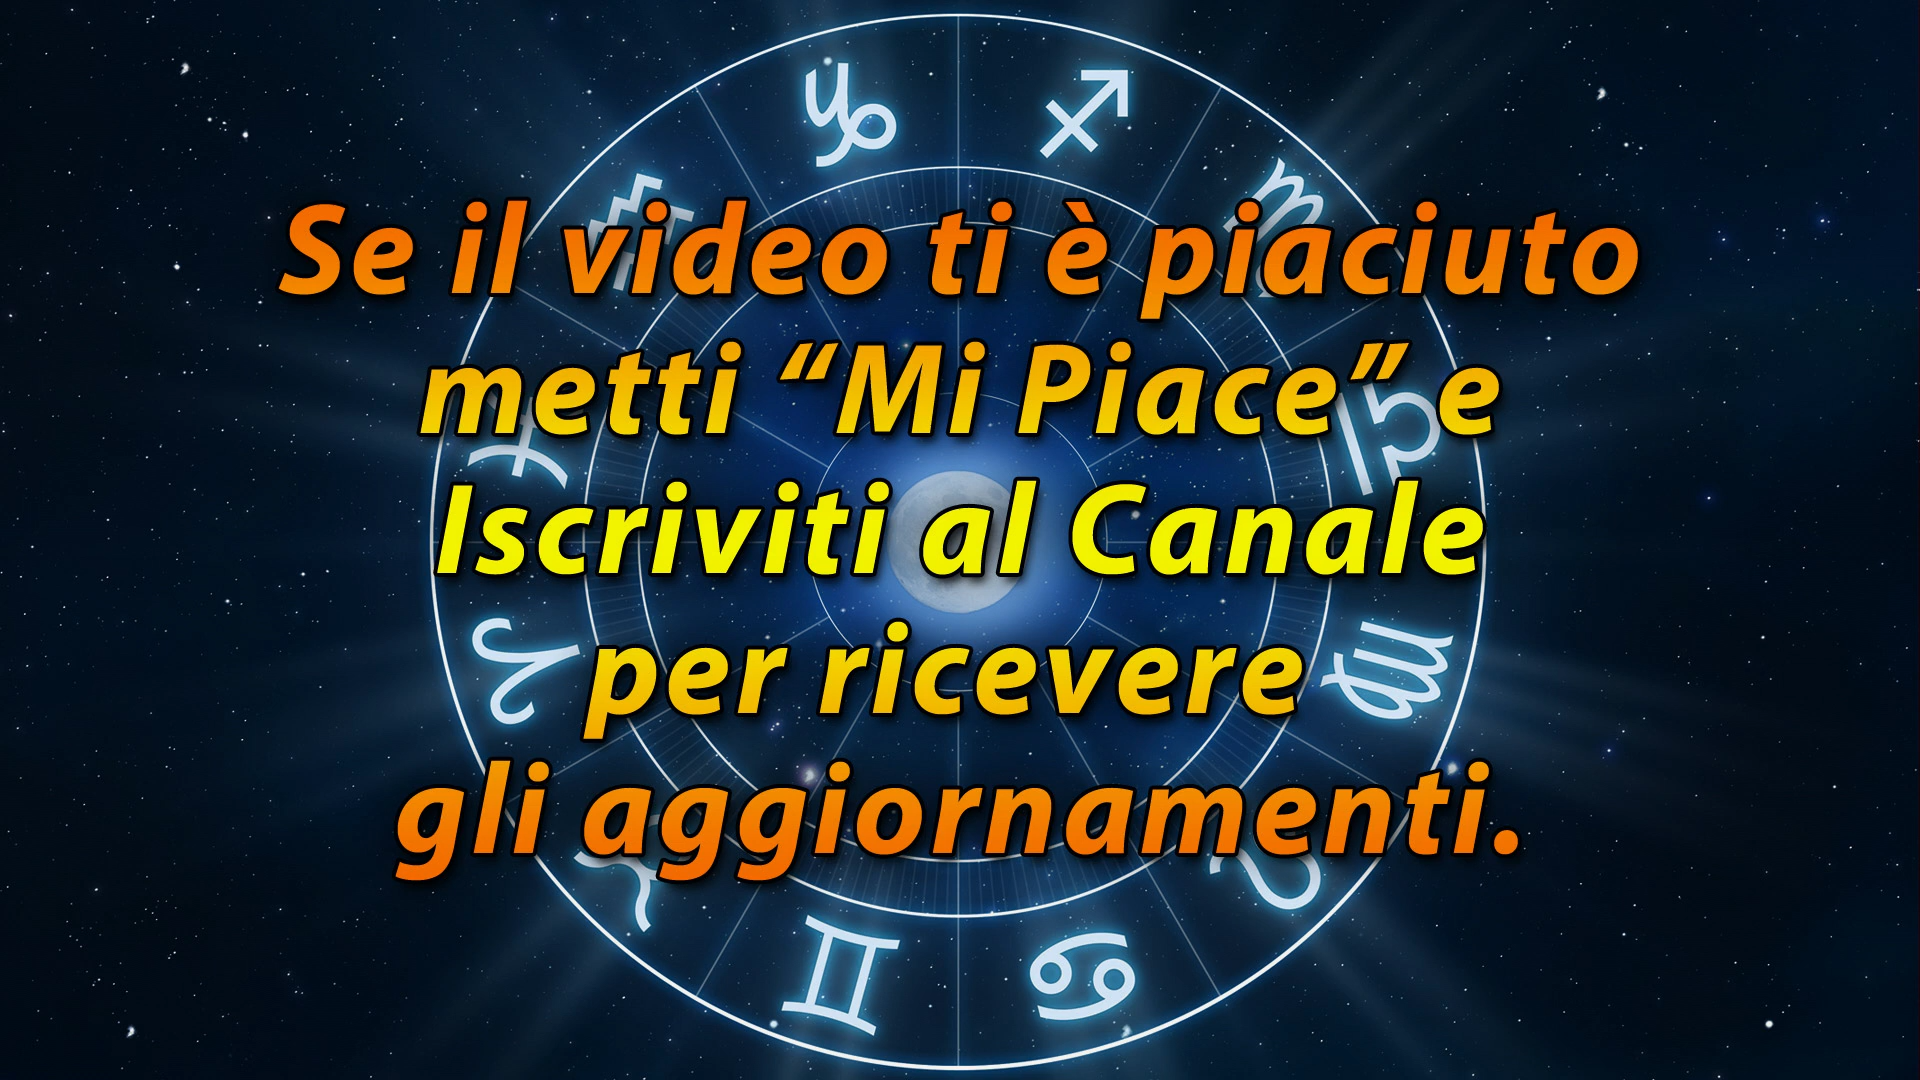 Se il video ti è piaciuto
metti “Mi Piace” e
Iscriviti al Canale
per ricevere
gli aggiornamenti.